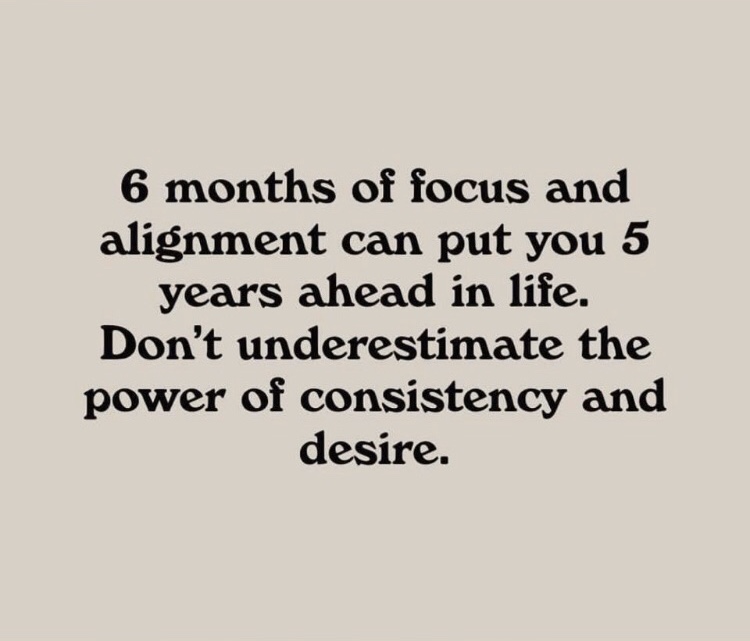 6 months of focus and
alignment can put you 5
years ahead in life.
Don't underestimate the
power of consistency and
desire.